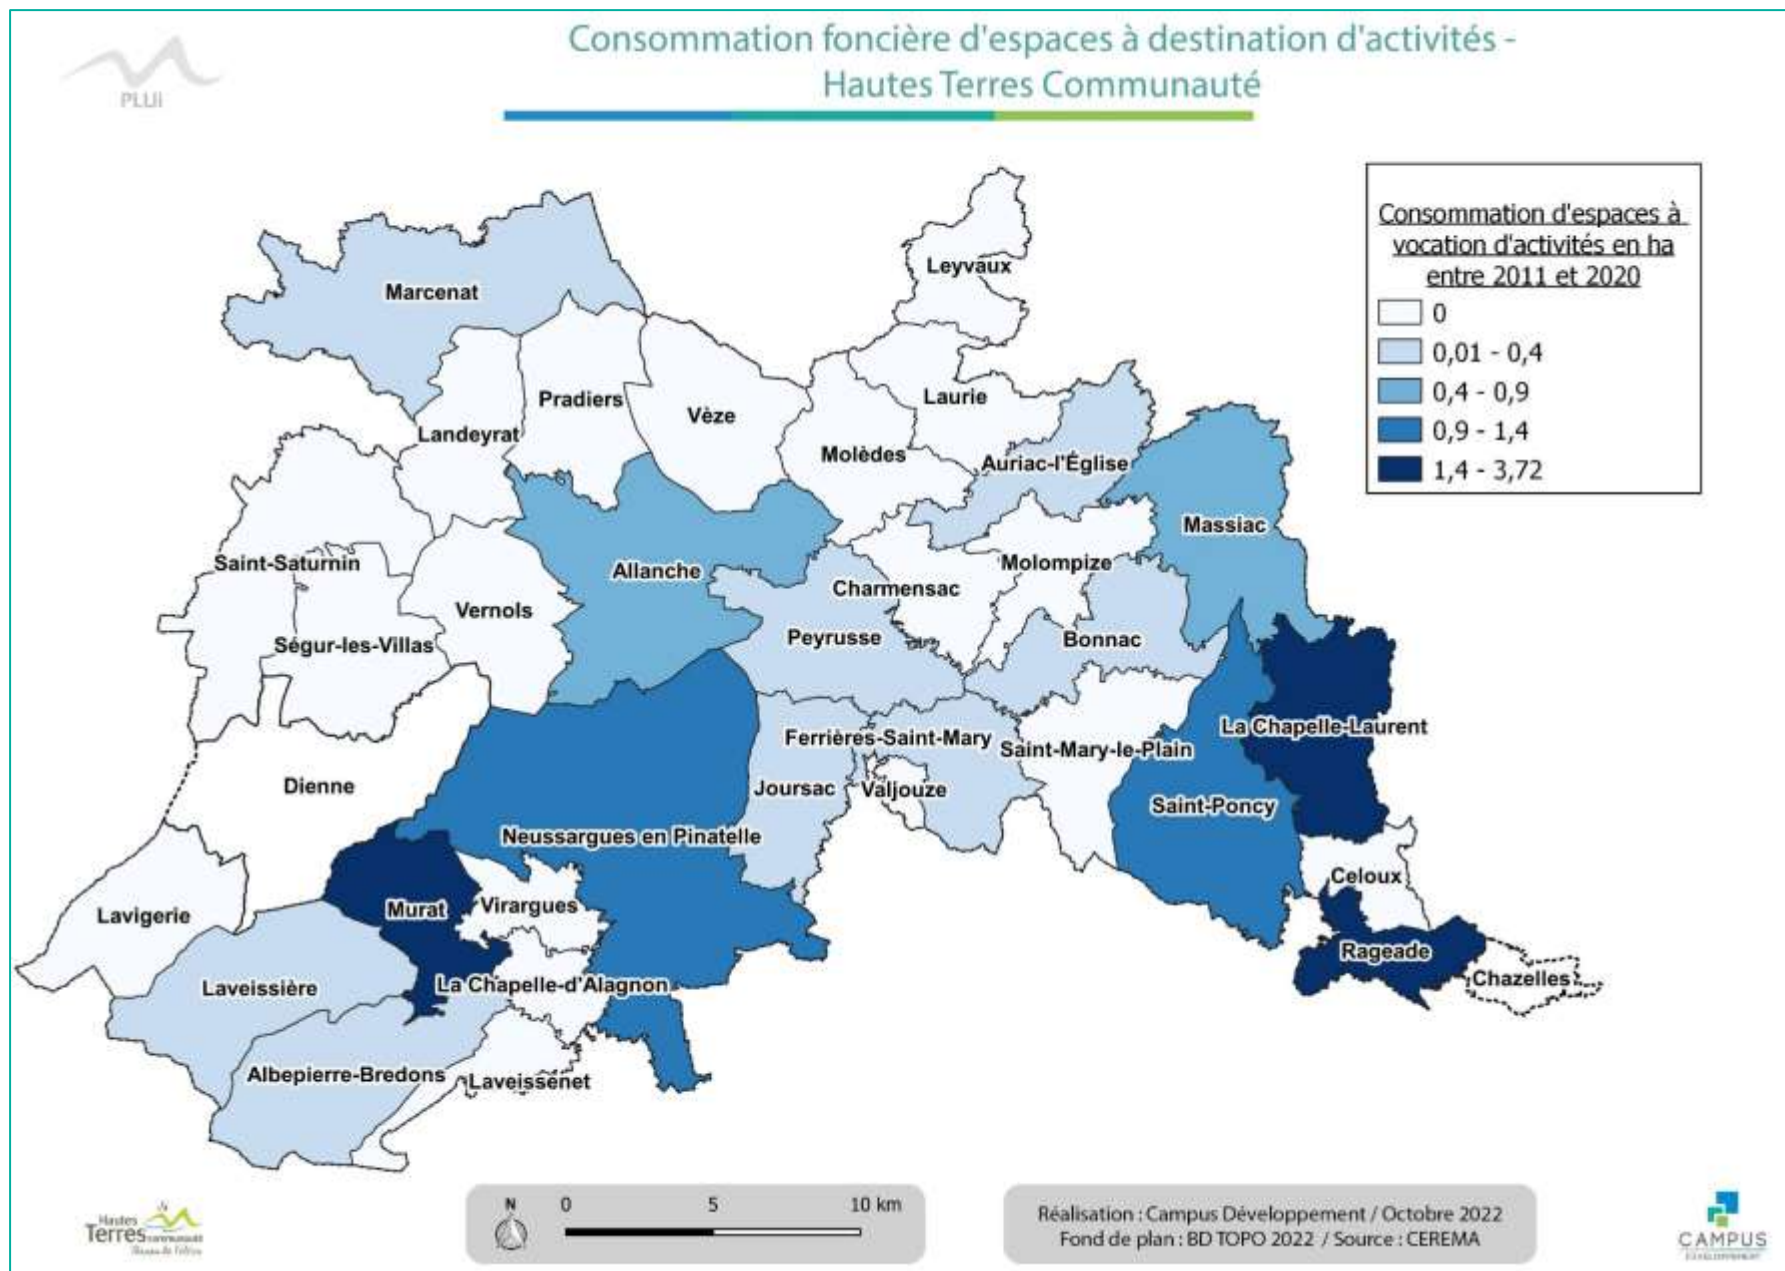 PLUi
Consommation foncière d'espaces à destination d'activités -
Hautes Terres Communauté
Consommation d'espaces à
vocation d'activités en ha
entre 2011 et 2020
0
0,01 - 0,4
0,4 - 0,9
0,9 - 1,4
1,4 - 3,72
Leyvaux
Marcenat
Laurie
Pradiers
Vèze
Landeyrat
Molèdes
Auriac-l'Église
Massiac
Saint-Saturnin
Allanche
Molompize
Charmensac
Vernols
Peyrusse
Bonnac
Ségur-les-Villas
La Chapelle-Laurent
Ferrières-Saint-Mary
Saint-Mary-le-Plain
Dienne
Joursac
Valjouze
Saint-Poncy
Neussargues en Pinatelle
Celoux
Murat
Virargues
Lavigerie
Rageade
Chazelles
Laveissière
La Chapelle-d'Alagnon
Albepierre-Bredons
Laveissenet
Hautes
Terres
communauté
N
0 5 10 km
Réalisation : Campus Développement / Octobre 2022
Fond de plan : BD TOPO 2022 / Source : CEREMA
CAMPUS
DÉVELOPPEMENT